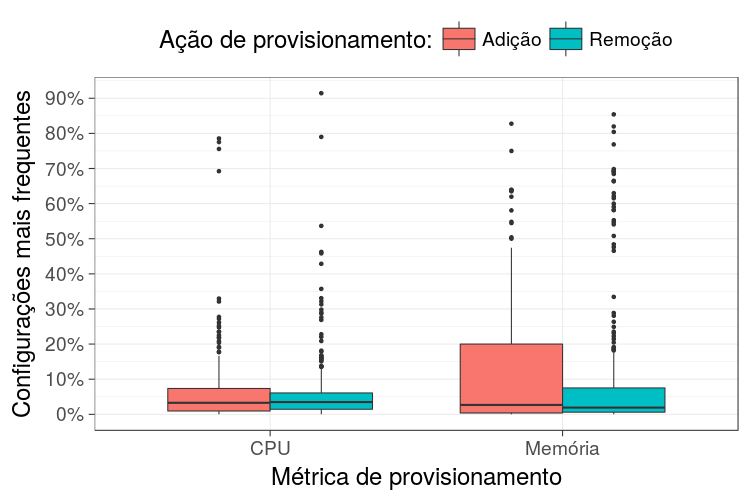 Ação de provisionamento: Adição Remoção
Configurações mais frequentes
90%
80%
70%
60%
50%
40%
30%
20%
10%
0%
CPU Memória
Métrica de provisionamento